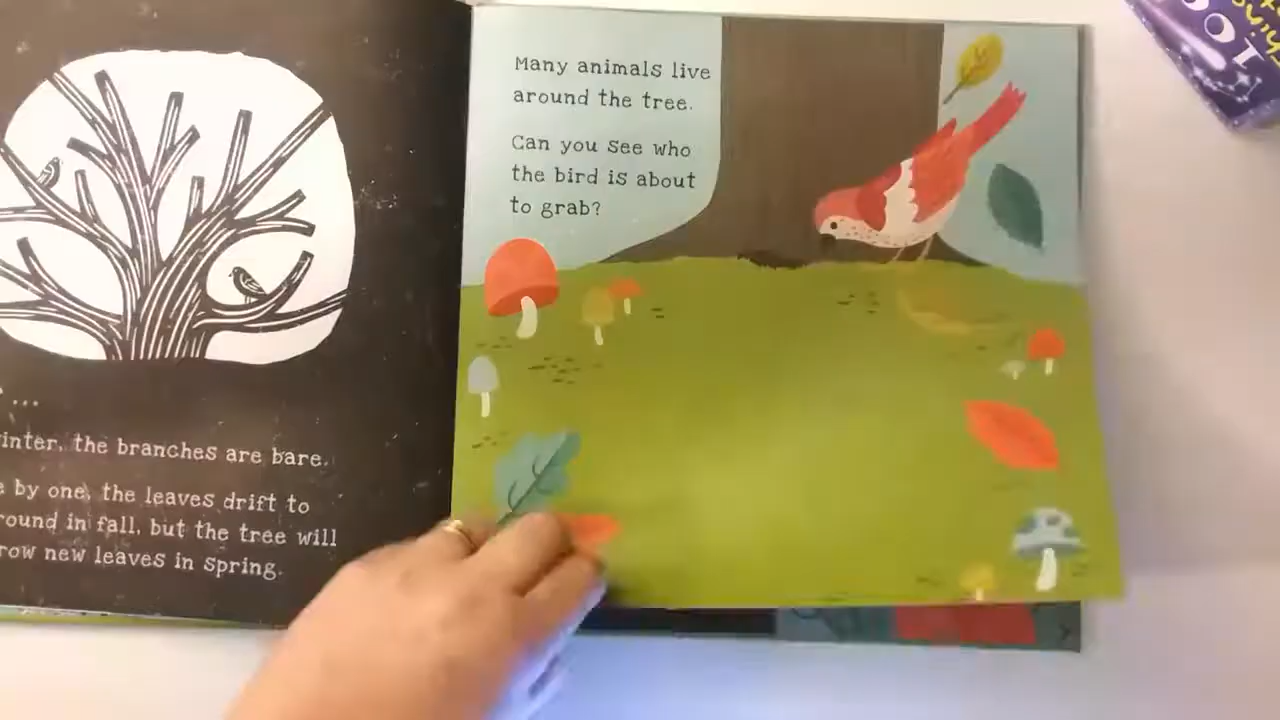 ...
inter, the branches are bare.
by one, the leaves drift to
round in fall, but the tree will
row new leaves in spring.
Many animals live
around the tree.
Can you see who
the bird is about
to grab?
100